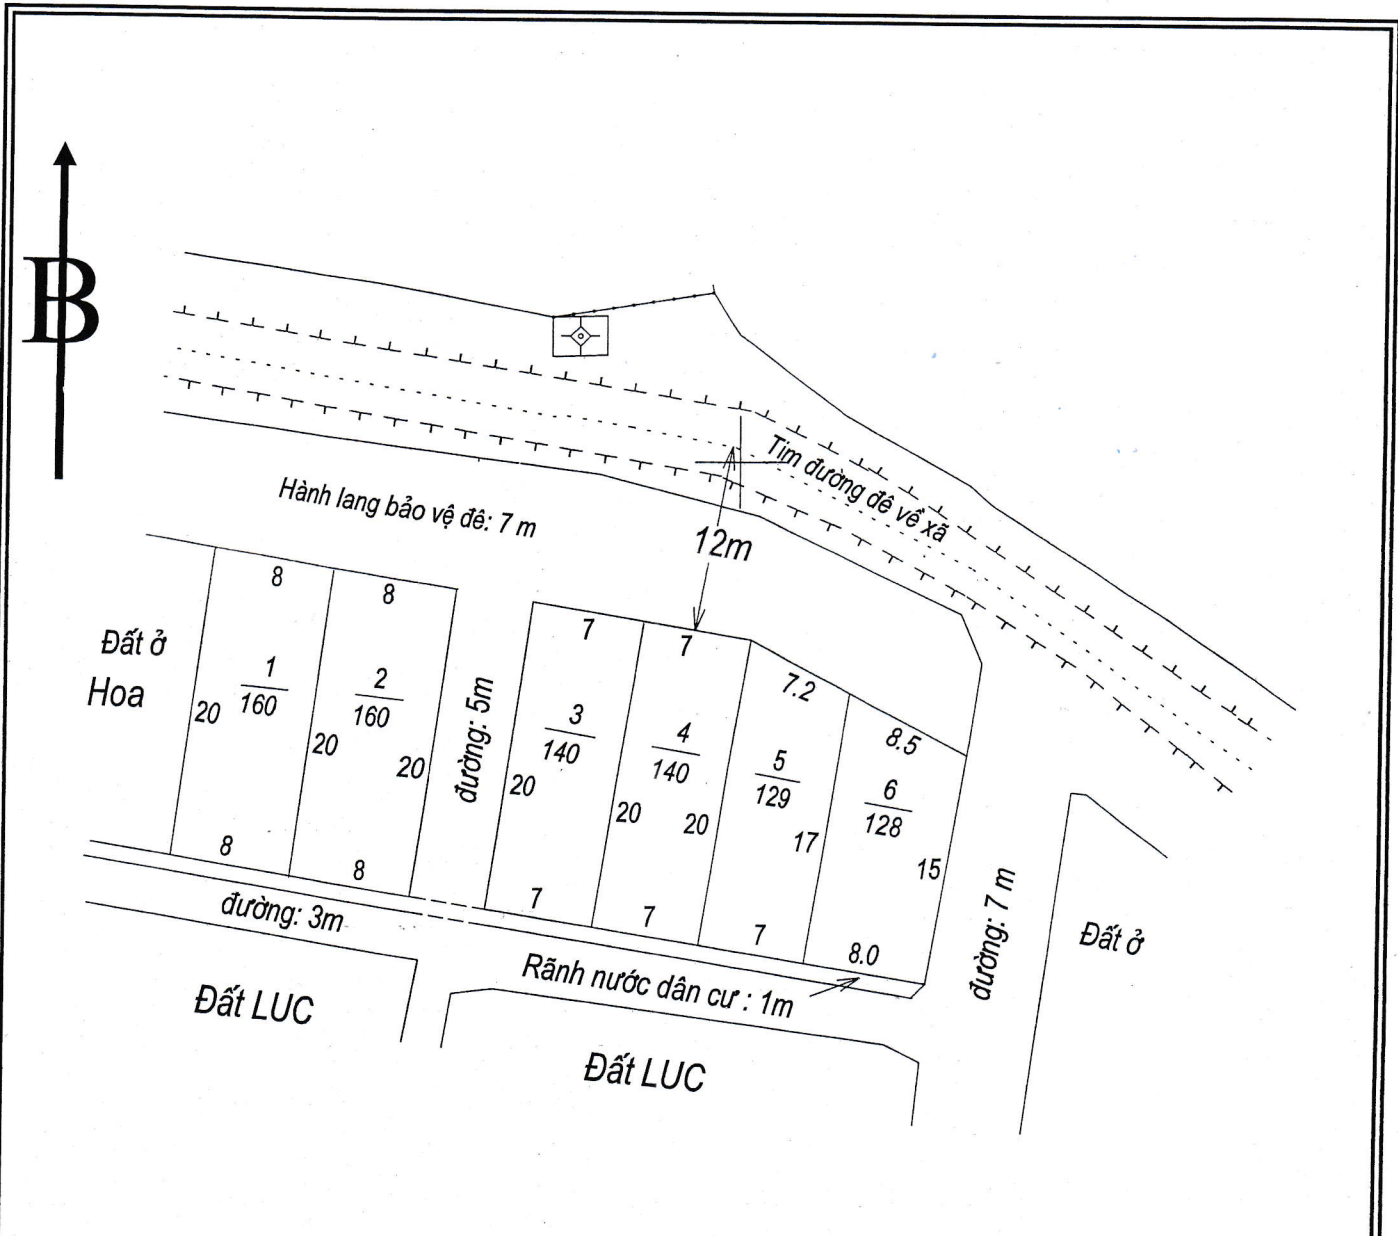 B
Tim đường đê về xã
Hành lang bảo vệ đê: 7 m
12m
Đất ở
Hoa
8
1
160
20
8
8
2
160
20
20
8
đường: 5m
7
3
140
20
7
7
4
140
20
20
7
7.2
5
129
17
7
8.5
6
128
15
8.0
đường: 7 m
Đất ở
đường: 3m
Rãnh nước dân cư : 1m
Đất LUC
Đất LUC